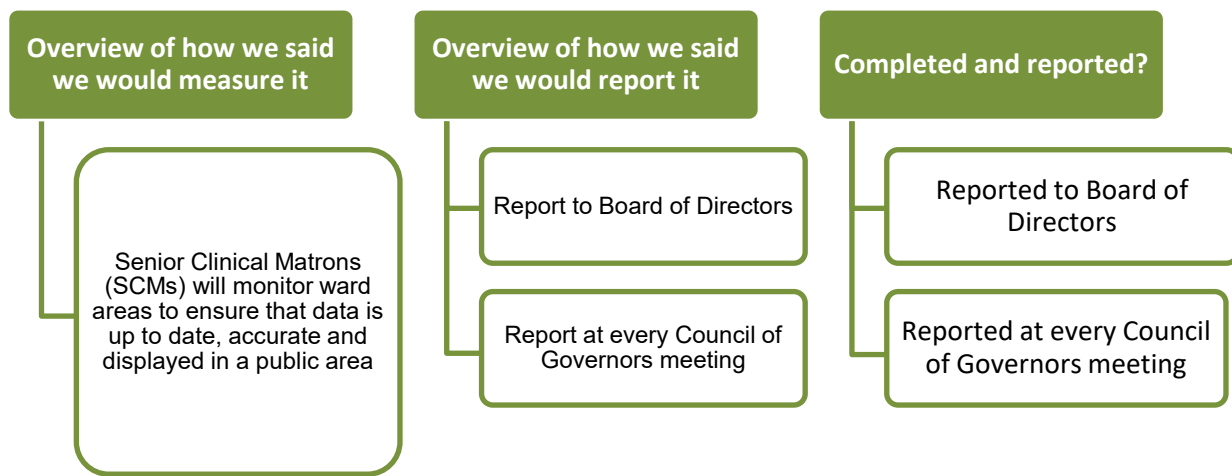 Overview of how we said
we would measure it
Senior Clinical Matrons
(SCMs) will monitor ward
areas to ensure that data is
up to date, accurate and
displayed in a public area
Overview of how we said
we would report it
Report to Board of Directors
Report at every Council of
Governors meeting
Completed and reported?
Reported to Board of
Directors
Reported at every Council
of Governors meeting